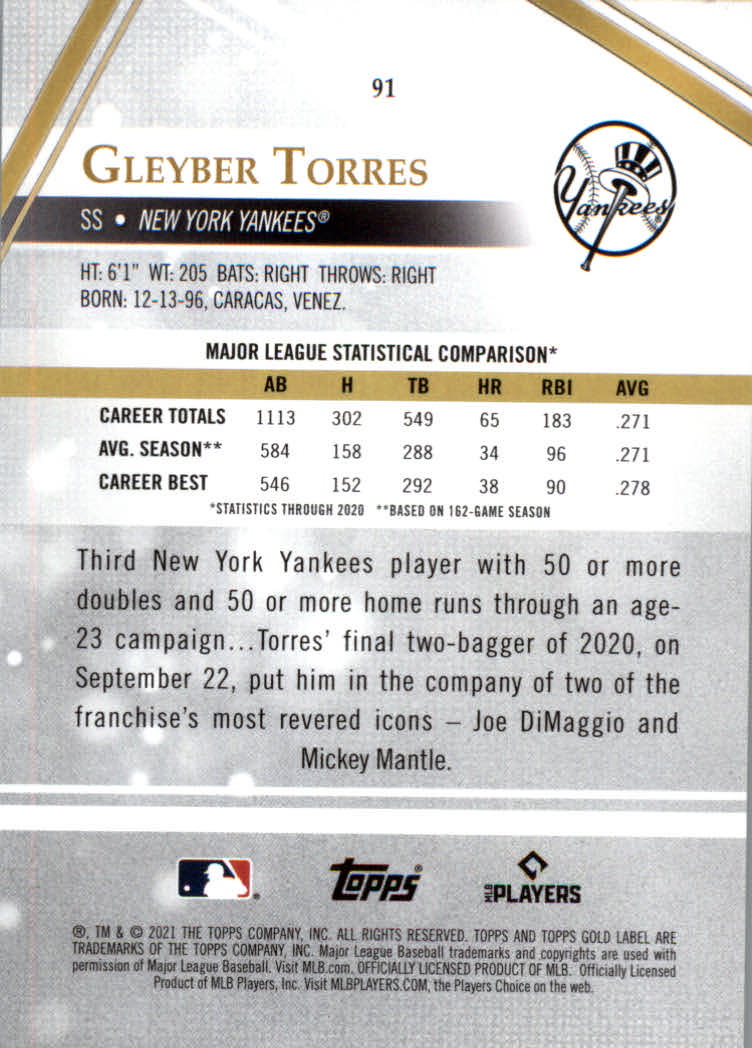 91
GLEYBER TORRES
Yankees
SS • NEW YORK YANKEES®
HT: 6'1" WT: 205 BATS: RIGHT THROWS: RIGHT
BORN: 12-13-96, CARACAS, VENEZ.
MAJOR LEAGUE STATISTICAL COMPARISON*
AB H TB HR RBI AVG
CAREER TOTALS 1113 302 549 65 183 .271
AVG. SEASON** 584 158 288 34 96 .271
CAREER BEST 546 152 292 38 90 .278
*STATISTICS THROUGH 2020 **BASED ON 162-GAME SEASON
Third New York Yankees player with 50 or more
doubles and 50 or more home runs through an age-
23 campaign...Torres' final two-bagger of 2020, on
September 22, put him in the company of two of the
franchise's most revered icons – Joe DiMaggio and
Mickey Mantle.
TOPPS® MLB PLAYERS
®, TM & © 2021 THE TOPPS COMPANY, INC. ALL RIGHTS RESERVED. TOPPS AND TOPPS GOLD LABEL ARE
TRADEMARKS OF THE TOPPS COMPANY, INC. Major League Baseball trademarks and copyrights are used with
permission of Major League Baseball. Visit MLB.com. OFFICIALLY LICENSED PRODUCT OF MLB. Officially Licensed
Product of MLB Players, Inc. Visit MLBPLAYERS.COM, the Players Choice on the web.